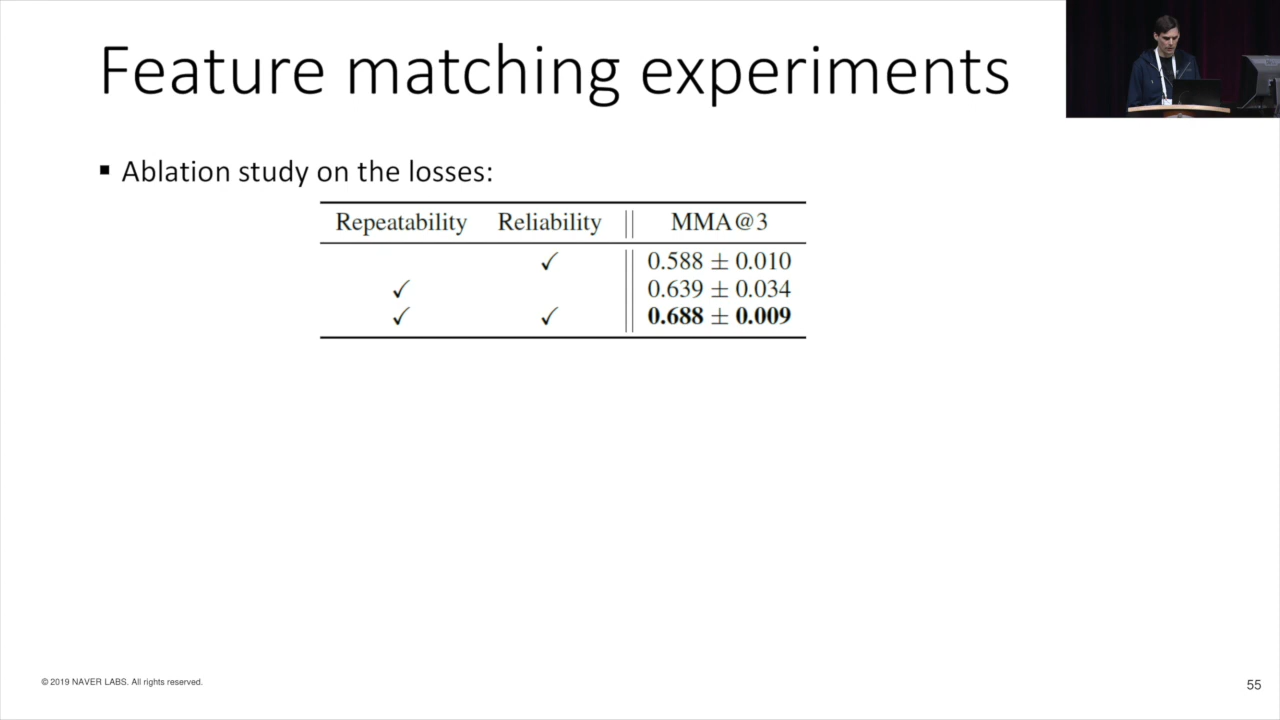 Feature matching experiments
▪ Ablation study on the losses:
Repeatability Reliability MMA@3
✓ 0.588 ± 0.010
✓ 0.639 ± 0.034
✓ ✓ 0.688 ± 0.009
© 2019 NAVER LABS. All rights reserved.
55